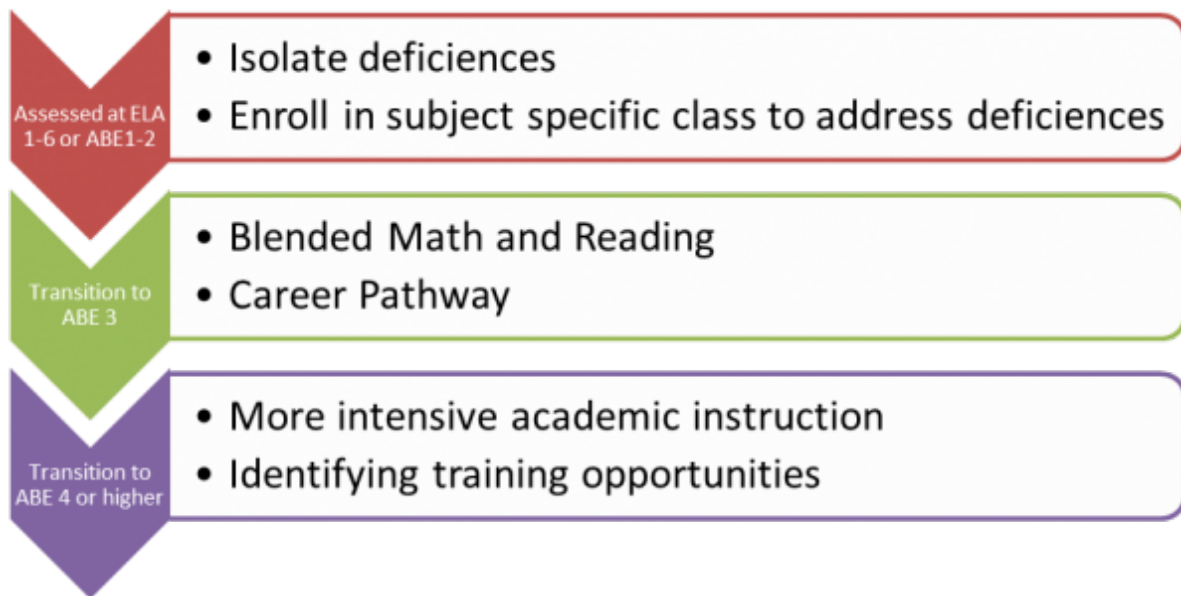 Assessed at ELA
1-6 or ABE1-2
• Isolate deficiences
• Enroll in subject specific class to address deficiences
Transition to
ABE 3
• Blended Math and Reading
• Career Pathway
Transition to
ABE 4 or higher
• More intensive academic instruction
• Identifying training opportunities